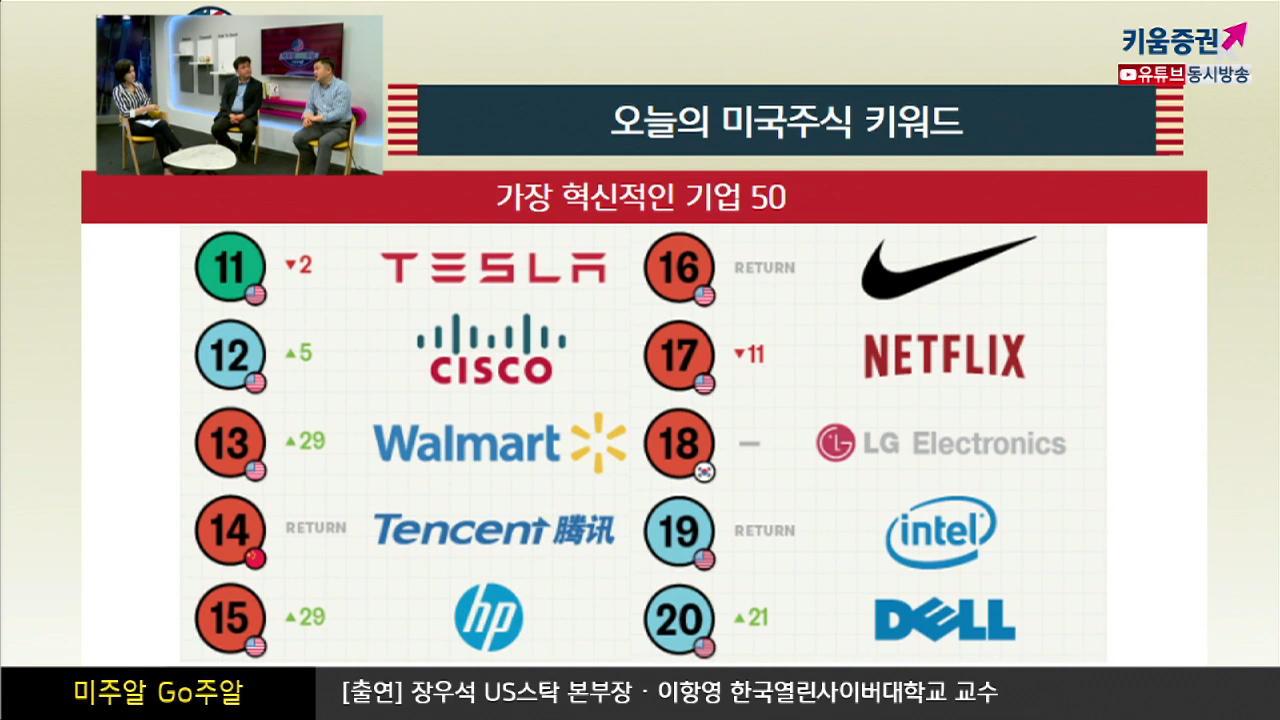 키움증권
유튜브 동시방송
오늘의 미국주식 키워드
가장 혁신적인 기업 50
11 ▼2 TESLA
12 ▲5 CISCO
13 ▲29 Walmart
14 RETURN Tencent 腾讯
15 ▲29 hp
16 RETURN
17 ▼11 NETFLIX
18 – LG Electronics
19 RETURN intel
20 ▲21 DELL
미주알 Go주알
[출연] 장우석 US스탁 본부장 · 이항영 한국열린사이버대학교 교수